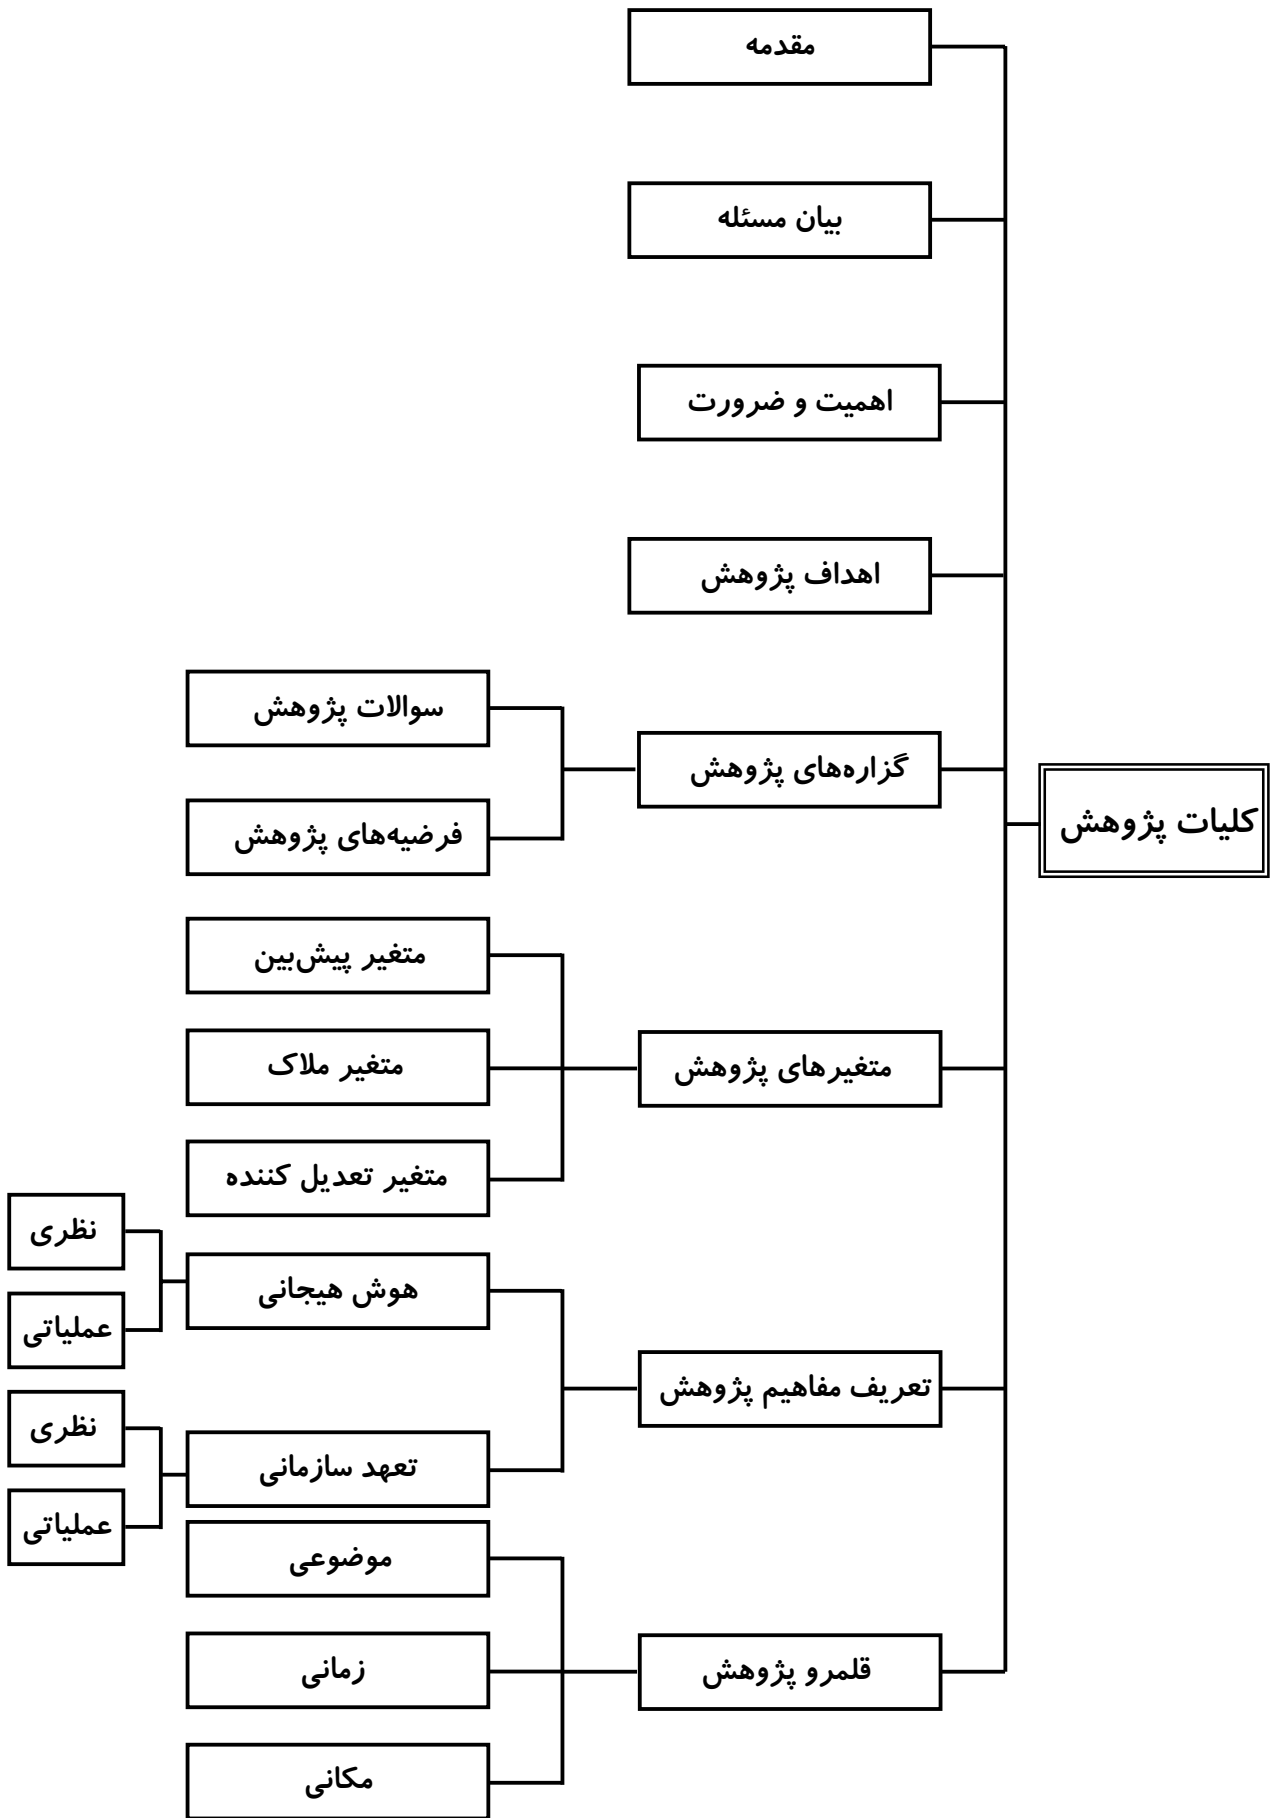 کلیات پژوهش
مقدمه
بیان مسئله
اهمیت و ضرورت
اهداف پژوهش
گزاره‌های پژوهش
سوالات پژوهش
فرضیه‌های پژوهش
متغیرهای پژوهش
متغیر پیش‌بین
متغیر ملاک
متغیر تعدیل کننده
تعریف مفاهیم پژوهش
هوش هیجانی
نظری
عملیاتی
تعهد سازمانی
نظری
عملیاتی
قلمرو پژوهش
موضوعی
زمانی
مکانی